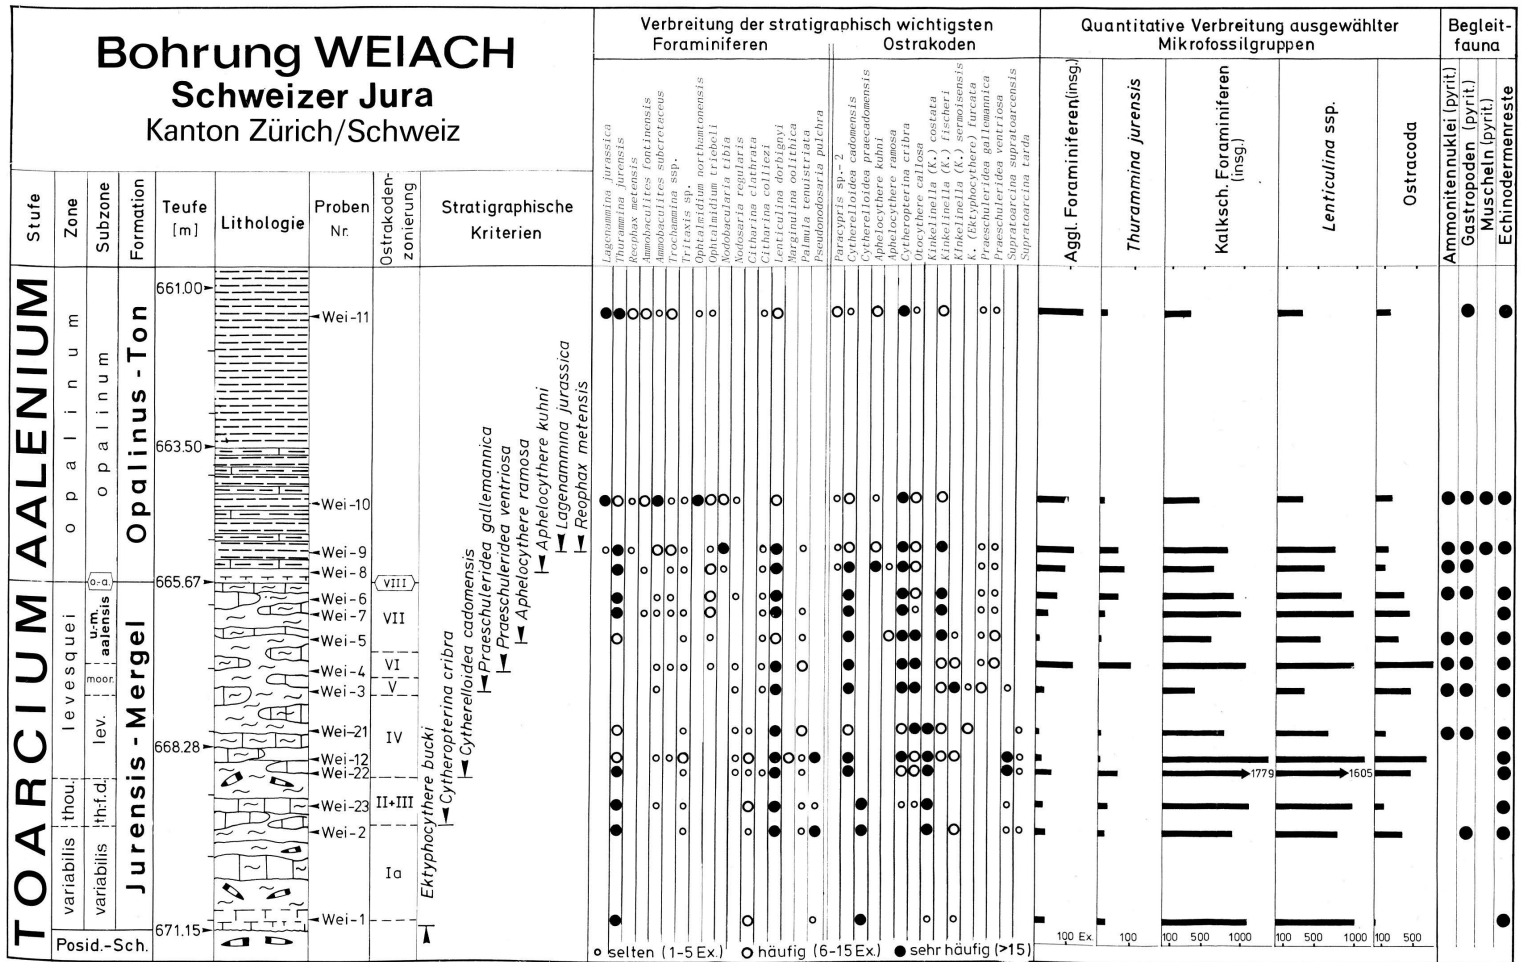 Bohrung WEIACH
Schweizer Jura
Kanton Zürich/Schweiz
Verbreitung der stratigraphisch wichtigsten
Foraminiferen
Ostrakoden
Quantitative Verbreitung ausgewählter
Mikrofossilgruppen
Begleit-
fauna
Stufe
Zone
Subzone
Formation
Teufe
[m]
Lithologie
Proben
Nr.
Ostrakoden-
zonierung
Stratigraphische
Kriterien
Lagenammina jurassica
Thurammina jurensis
Reophax metensis
Ammobaculites fontinensis
Ammobaculites subcretaceus
Trochammina ssp.
Tritaxis sp.
Ophtalmidium northamtonensis
Ophtalmidium triebeli
Nodobacularia tibia
Nodosaria regularis
Citharina clathrata
Citharina colliezi
Lenticulina dorbignyi
Marginulina oolithica
Palmula tenuistriata
Pseudonodosaria pulchra
Paracypris sp.- 2
Cytherelloidea cadomensis
Cytherelloidea praecadomensis
Aphelocythere kuhni
Aphelocythere ramosa
Cytheropterina cribra
Otocythere callosa
Kinkelinella (K.) costata
Kinkelinella (K.) fischeri
KInkelinella (K.) sermoisensis
K. (Ektyphocythere) furcata
Praeschuleridea gallemannica
Praeschuleridea ventriosa
Supratoarcina supratoarcensis
Supratoarcina tarda
Aggl. Foraminiferen(insg.)
Thurammina jurensis
Kalksch. Foraminiferen
(insg.)
Lenticulina ssp.
Ostracoda
Ammonitennuklei (pyrit.)
Gastropoden (pyrit.)
Muscheln (pyrit.)
Echinodermenreste
TOARCIUM
AALENIUM
opalinum
levesquei
thou.
variabilis
opalinum
o.-a.
u.-m.
aalensis
moor.
lev.
th.-f.d.
variabilis
Posid.-Sch.
Opalinus-Ton
Jurensis-Mergel
661.00
663.50
665.67
668.28
671.15
Wei-11
Wei-10
Wei-9
Wei-8
Wei-6
Wei-7
Wei-5
Wei-4
Wei-3
Wei-21
Wei-12
Wei-22
Wei-23
Wei-2
Wei-1
VIII
VII
VI
V
IV
II+III
Ia
Ektyphocythere bucki
Cytheropterina cribra
Cytherelloidea cadomensis
Praeschuleridea gallemannica
Praeschuleridea ventriosa
Aphelocythere ramosa
Aphelocythere kuhni
Lagenammina jurassica
Reophax metensis
1779
1605
selten (1-5 Ex.)
häufig (6-15 Ex.)
sehr häufig (>15)
100 Ex.
100
100 500 1000
100 500 1000
100 500